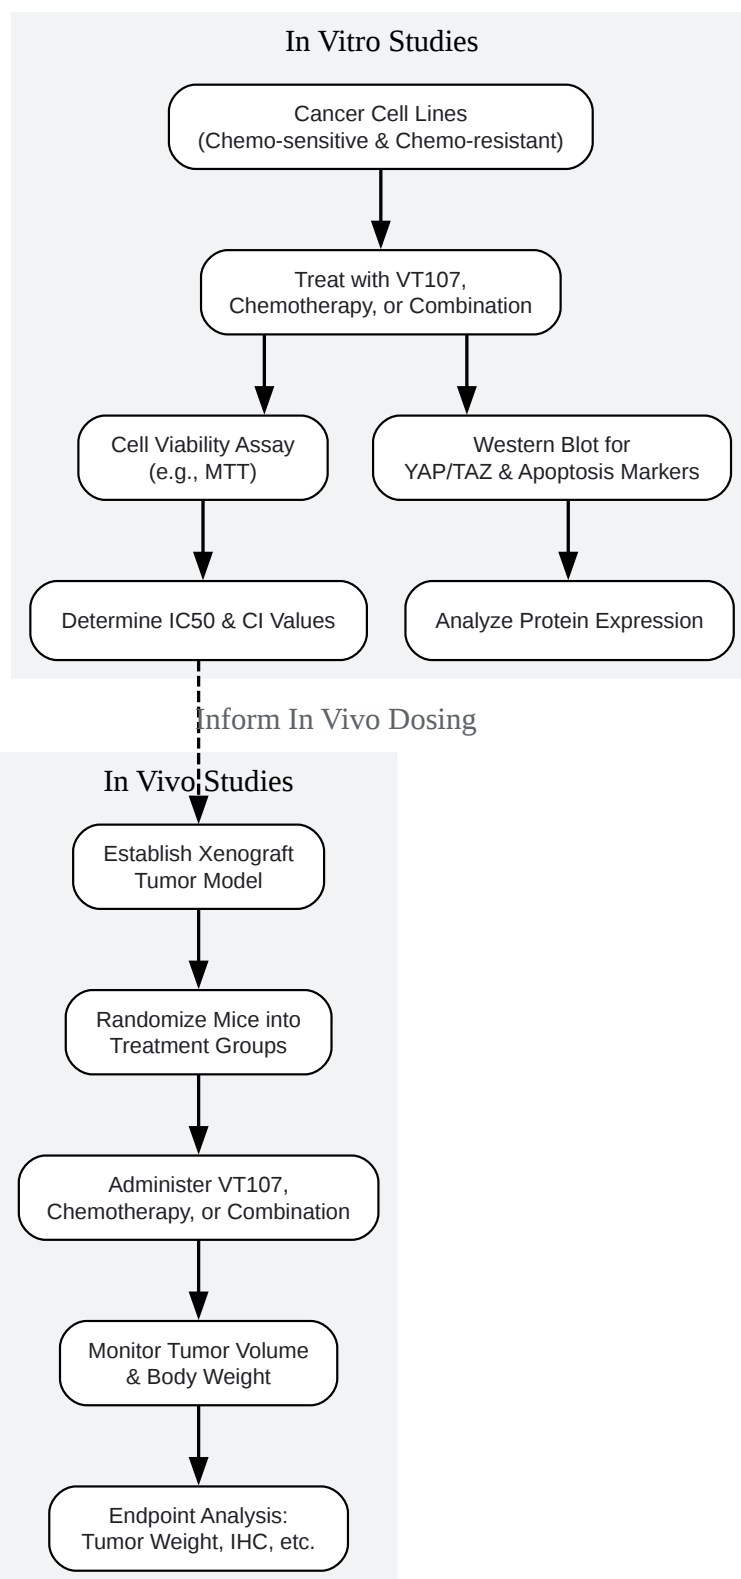 In Vitro Studies
Cancer Cell Lines
(Chemo-sensitive & Chemo-resistant)
Treat with VT107,
Chemotherapy, or Combination
Cell Viability Assay
(e.g., MTT)
Western Blot for
YAP/TAZ & Apoptosis Markers
Determine IC50 & CI Values
Analyze Protein Expression
Inform In Vivo Dosing
In Vivo Studies
Establish Xenograft
Tumor Model
Randomize Mice into
Treatment Groups
Administer VT107,
Chemotherapy, or Combination
Monitor Tumor Volume
& Body Weight
Endpoint Analysis:
Tumor Weight, IHC, etc.